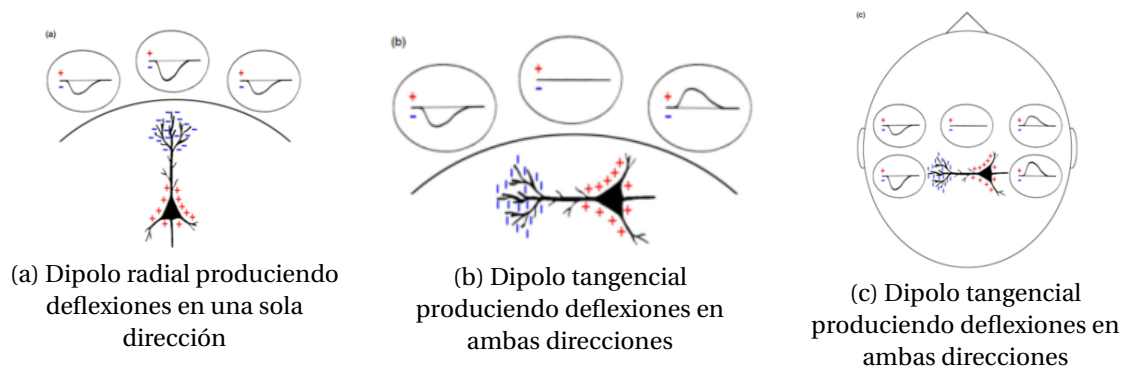 (a)
(b)
(c)
(a) Dipolo radial produciendo
deflexiones en una sola
dirección
(b) Dipolo tangencial
produciendo deflexiones en
ambas direcciones
(c) Dipolo tangencial
produciendo deflexiones en
ambas direcciones